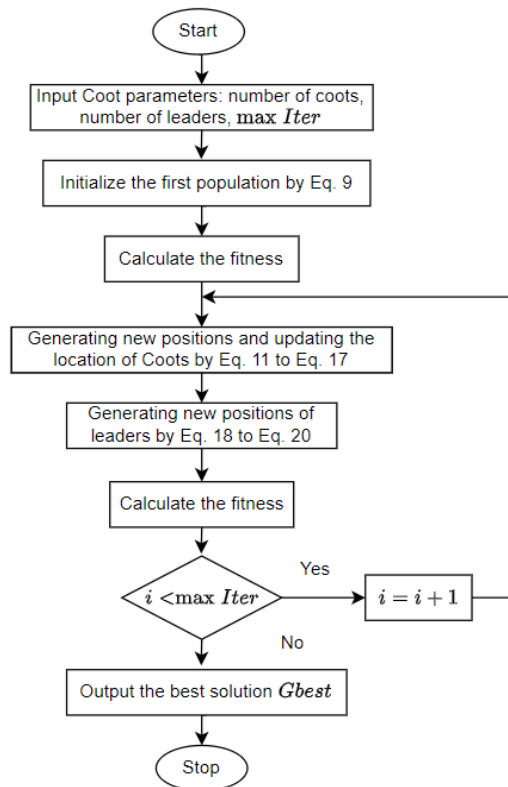 Start
Input Coot parameters: number of coots,
number of leaders, max Iter
Initialize the first population by Eq. 9
Calculate the fitness
Generating new positions and updating the
location of Coots by Eq. 11 to Eq. 17
Generating new positions of
leaders by Eq. 18 to Eq. 20
Calculate the fitness
i <max Iter
Yes
i = i + 1
No
Output the best solution Gbest
Stop